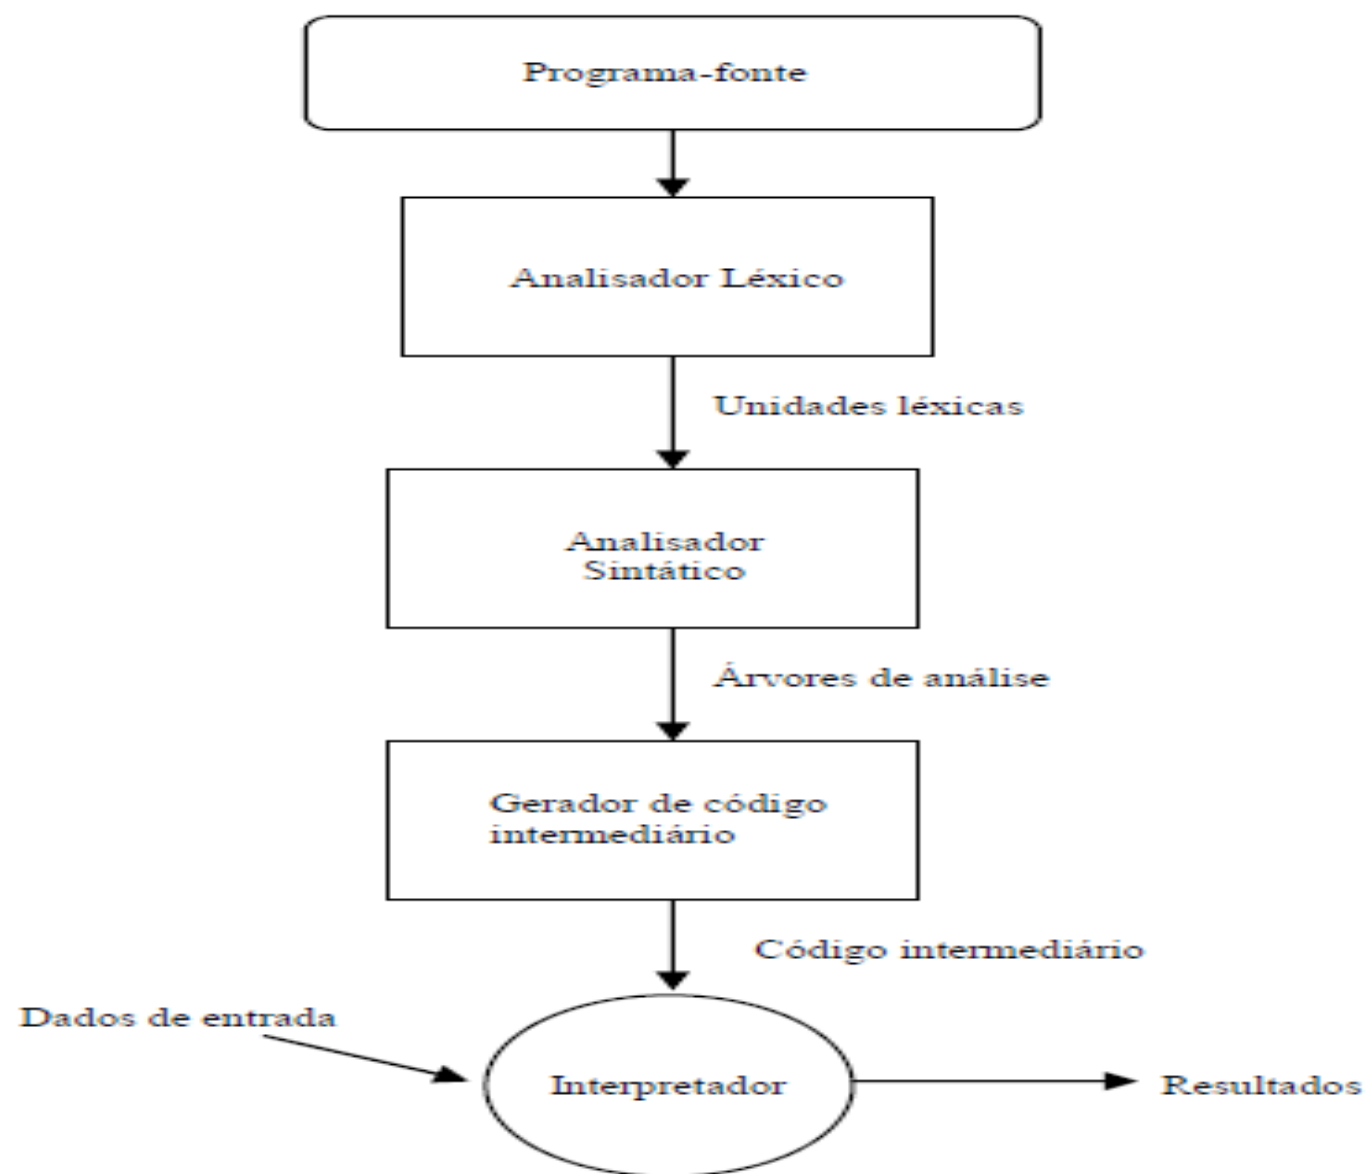 Programa-fonte
Analisador Léxico
Unidades léxicas
Analisador
Sintático
Árvores de análise
Gerador de código
intermediário
Código intermediário
Dados de entrada
Interpretador
Resultados